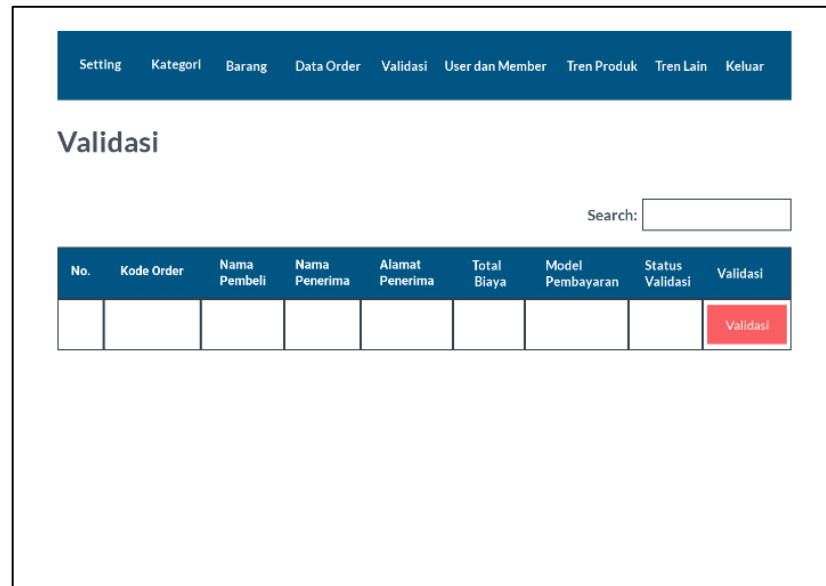 Setting Kategori Barang Data Order Validasi User dan Member Tren Produk Tren Lain Keluar
Validasi
Search:
No. Kode Order Nama Pembeli Nama Penerima Alamat Penerima Total Biaya Model Pembayaran Status Validasi Validasi
Validasi